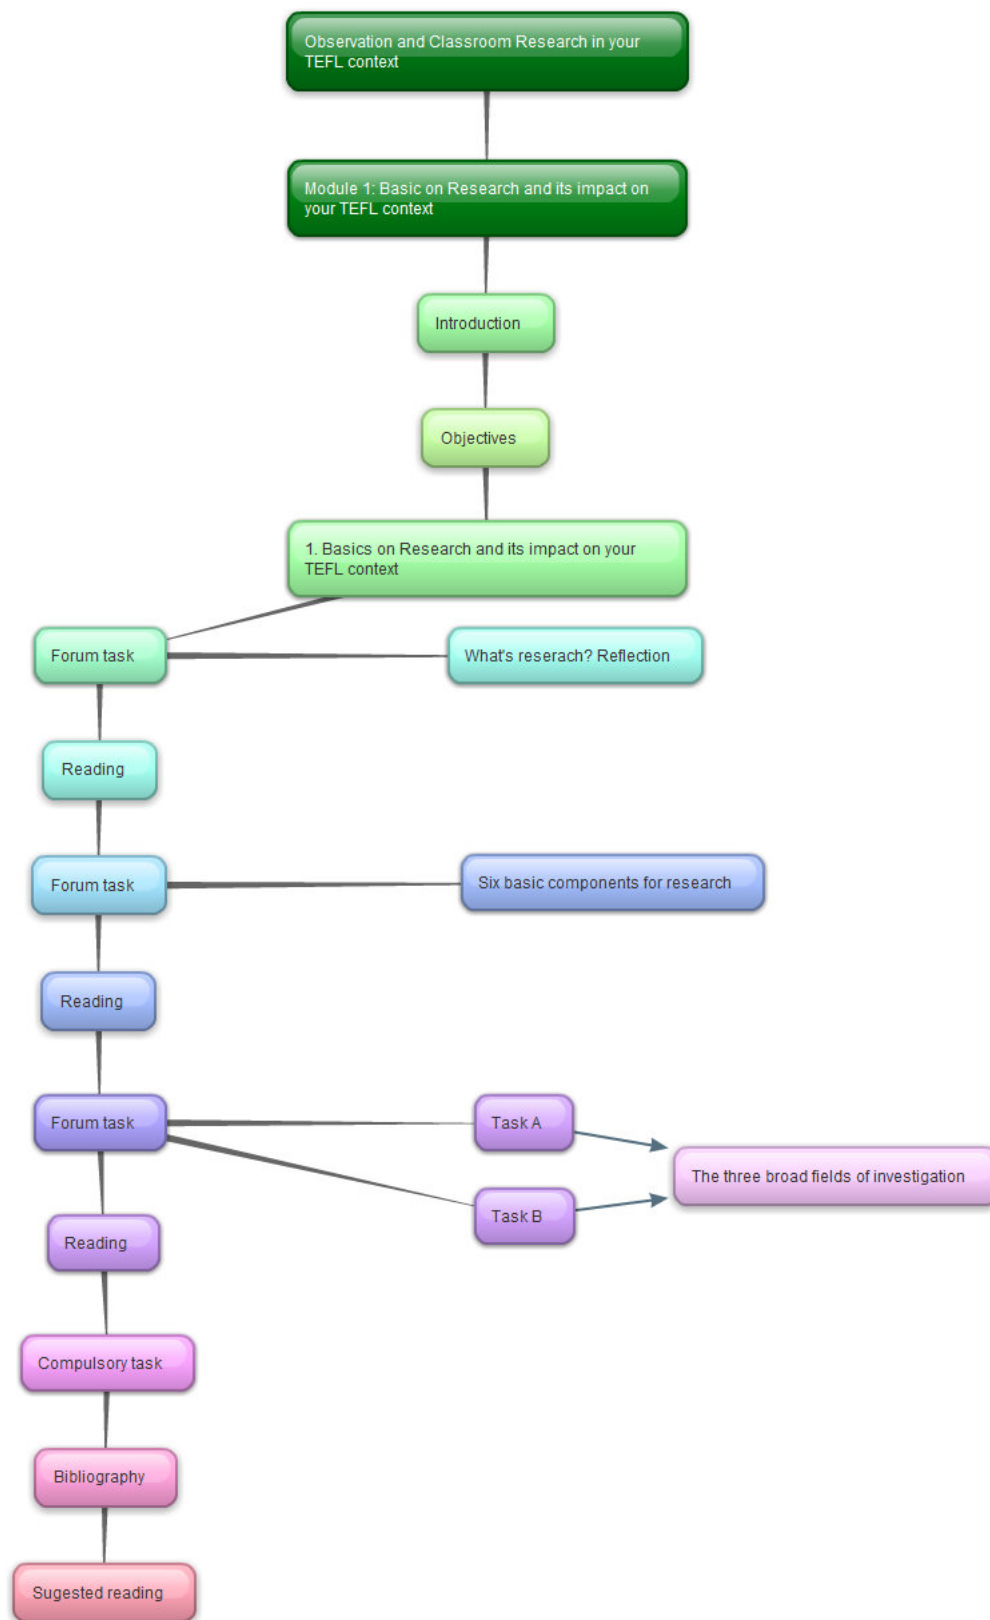 Observation and Classroom Research in your
TEFL context
Module 1: Basic on Research and its impact on
your TEFL context
Introduction
Objectives
1. Basics on Research and its impact on your
TEFL context
Forum task
What's reserach? Reflection
Reading
Forum task
Six basic components for research
Reading
Forum task
Task A
The three broad fields of investigation
Task B
Reading
Compulsory task
Bibliography
Sugested reading